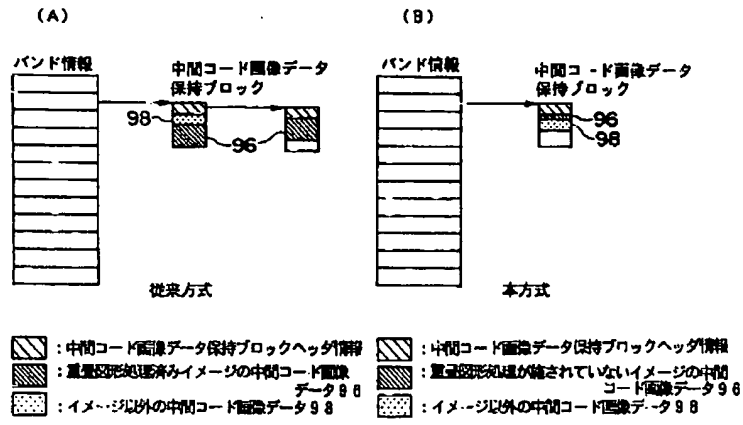 (A)
バンド情報
中間コード画像データ
保持ブロック
98
96
従来方式
:中間コード画像データ保持ブロックヘッダ情報
:重畳図形処理済みイメージの中間コード画像
データ96
:イメージ以外の中間コード画像データ98
(B)
バンド情報
中間コード画像データ
保持ブロック
96
98
本方式
:中間コード画像データ保持ブロックヘッダ情報
:重畳図形処理が施されていないイメージの中間
コード画像データ96
:イメージ以外の中間コード画像データ98